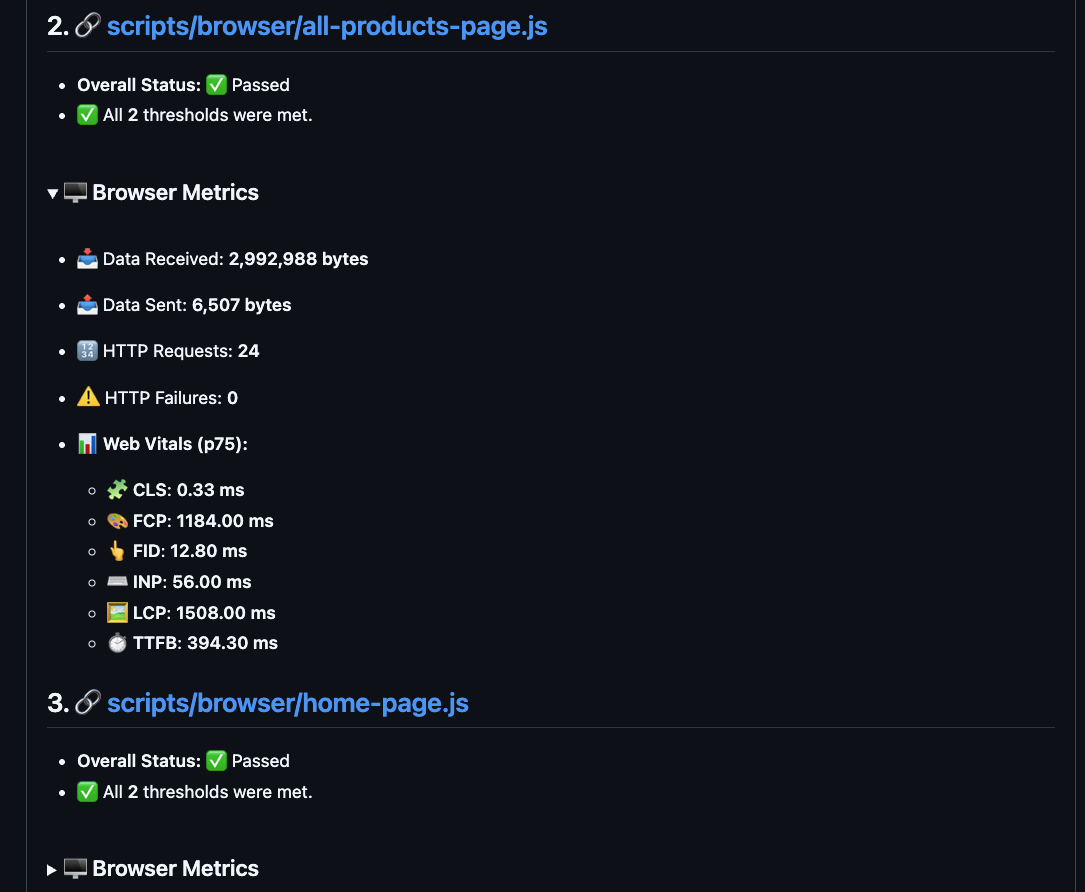 2. scripts/browser/all-products-page.js
Overall Status: ✅ Passed
✅ All 2 thresholds were met.
Browser Metrics
Data Received: 2,992,988 bytes
Data Sent: 6,507 bytes
HTTP Requests: 24
HTTP Failures: 0
Web Vitals (p75):
CLS: 0.33 ms
FCP: 1184.00 ms
FID: 12.80 ms
INP: 56.00 ms
LCP: 1508.00 ms
TTFB: 394.30 ms
3. scripts/browser/home-page.js
Overall Status: ✅ Passed
✅ All 2 thresholds were met.
Browser Metrics